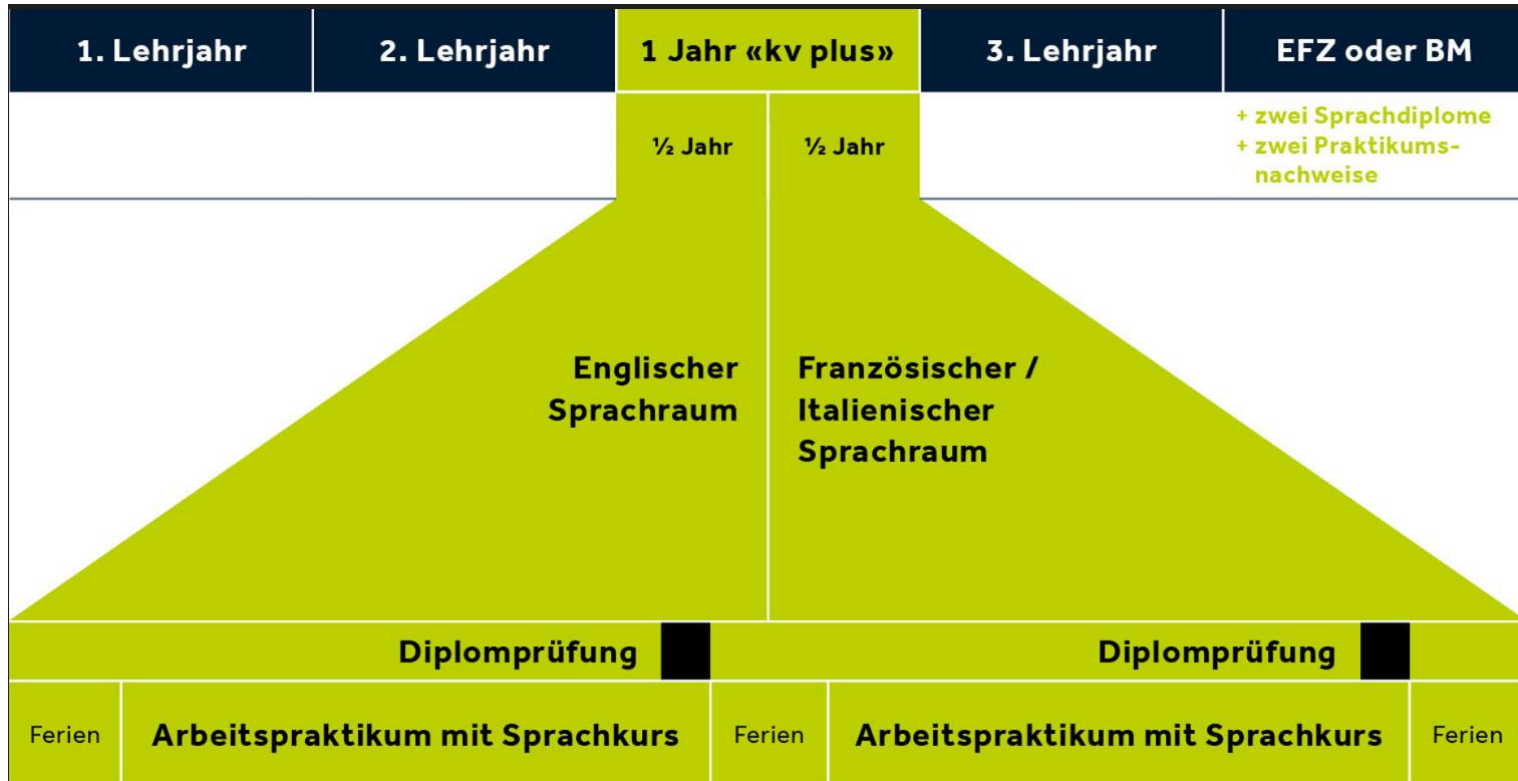 1. Lehrjahr
2. Lehrjahr
1 Jahr «kv plus»
3. Lehrjahr
EFZ oder BM
½ Jahr
½ Jahr
+ zwei Sprachdiplome
+ zwei Praktikums-
nachweise
Englischer
Sprachraum
Französischer /
Italienischer
Sprachraum
Diplomprüfung
Diplomprüfung
Ferien
Arbeitspraktikum mit Sprachkurs
Ferien
Arbeitspraktikum mit Sprachkurs
Ferien